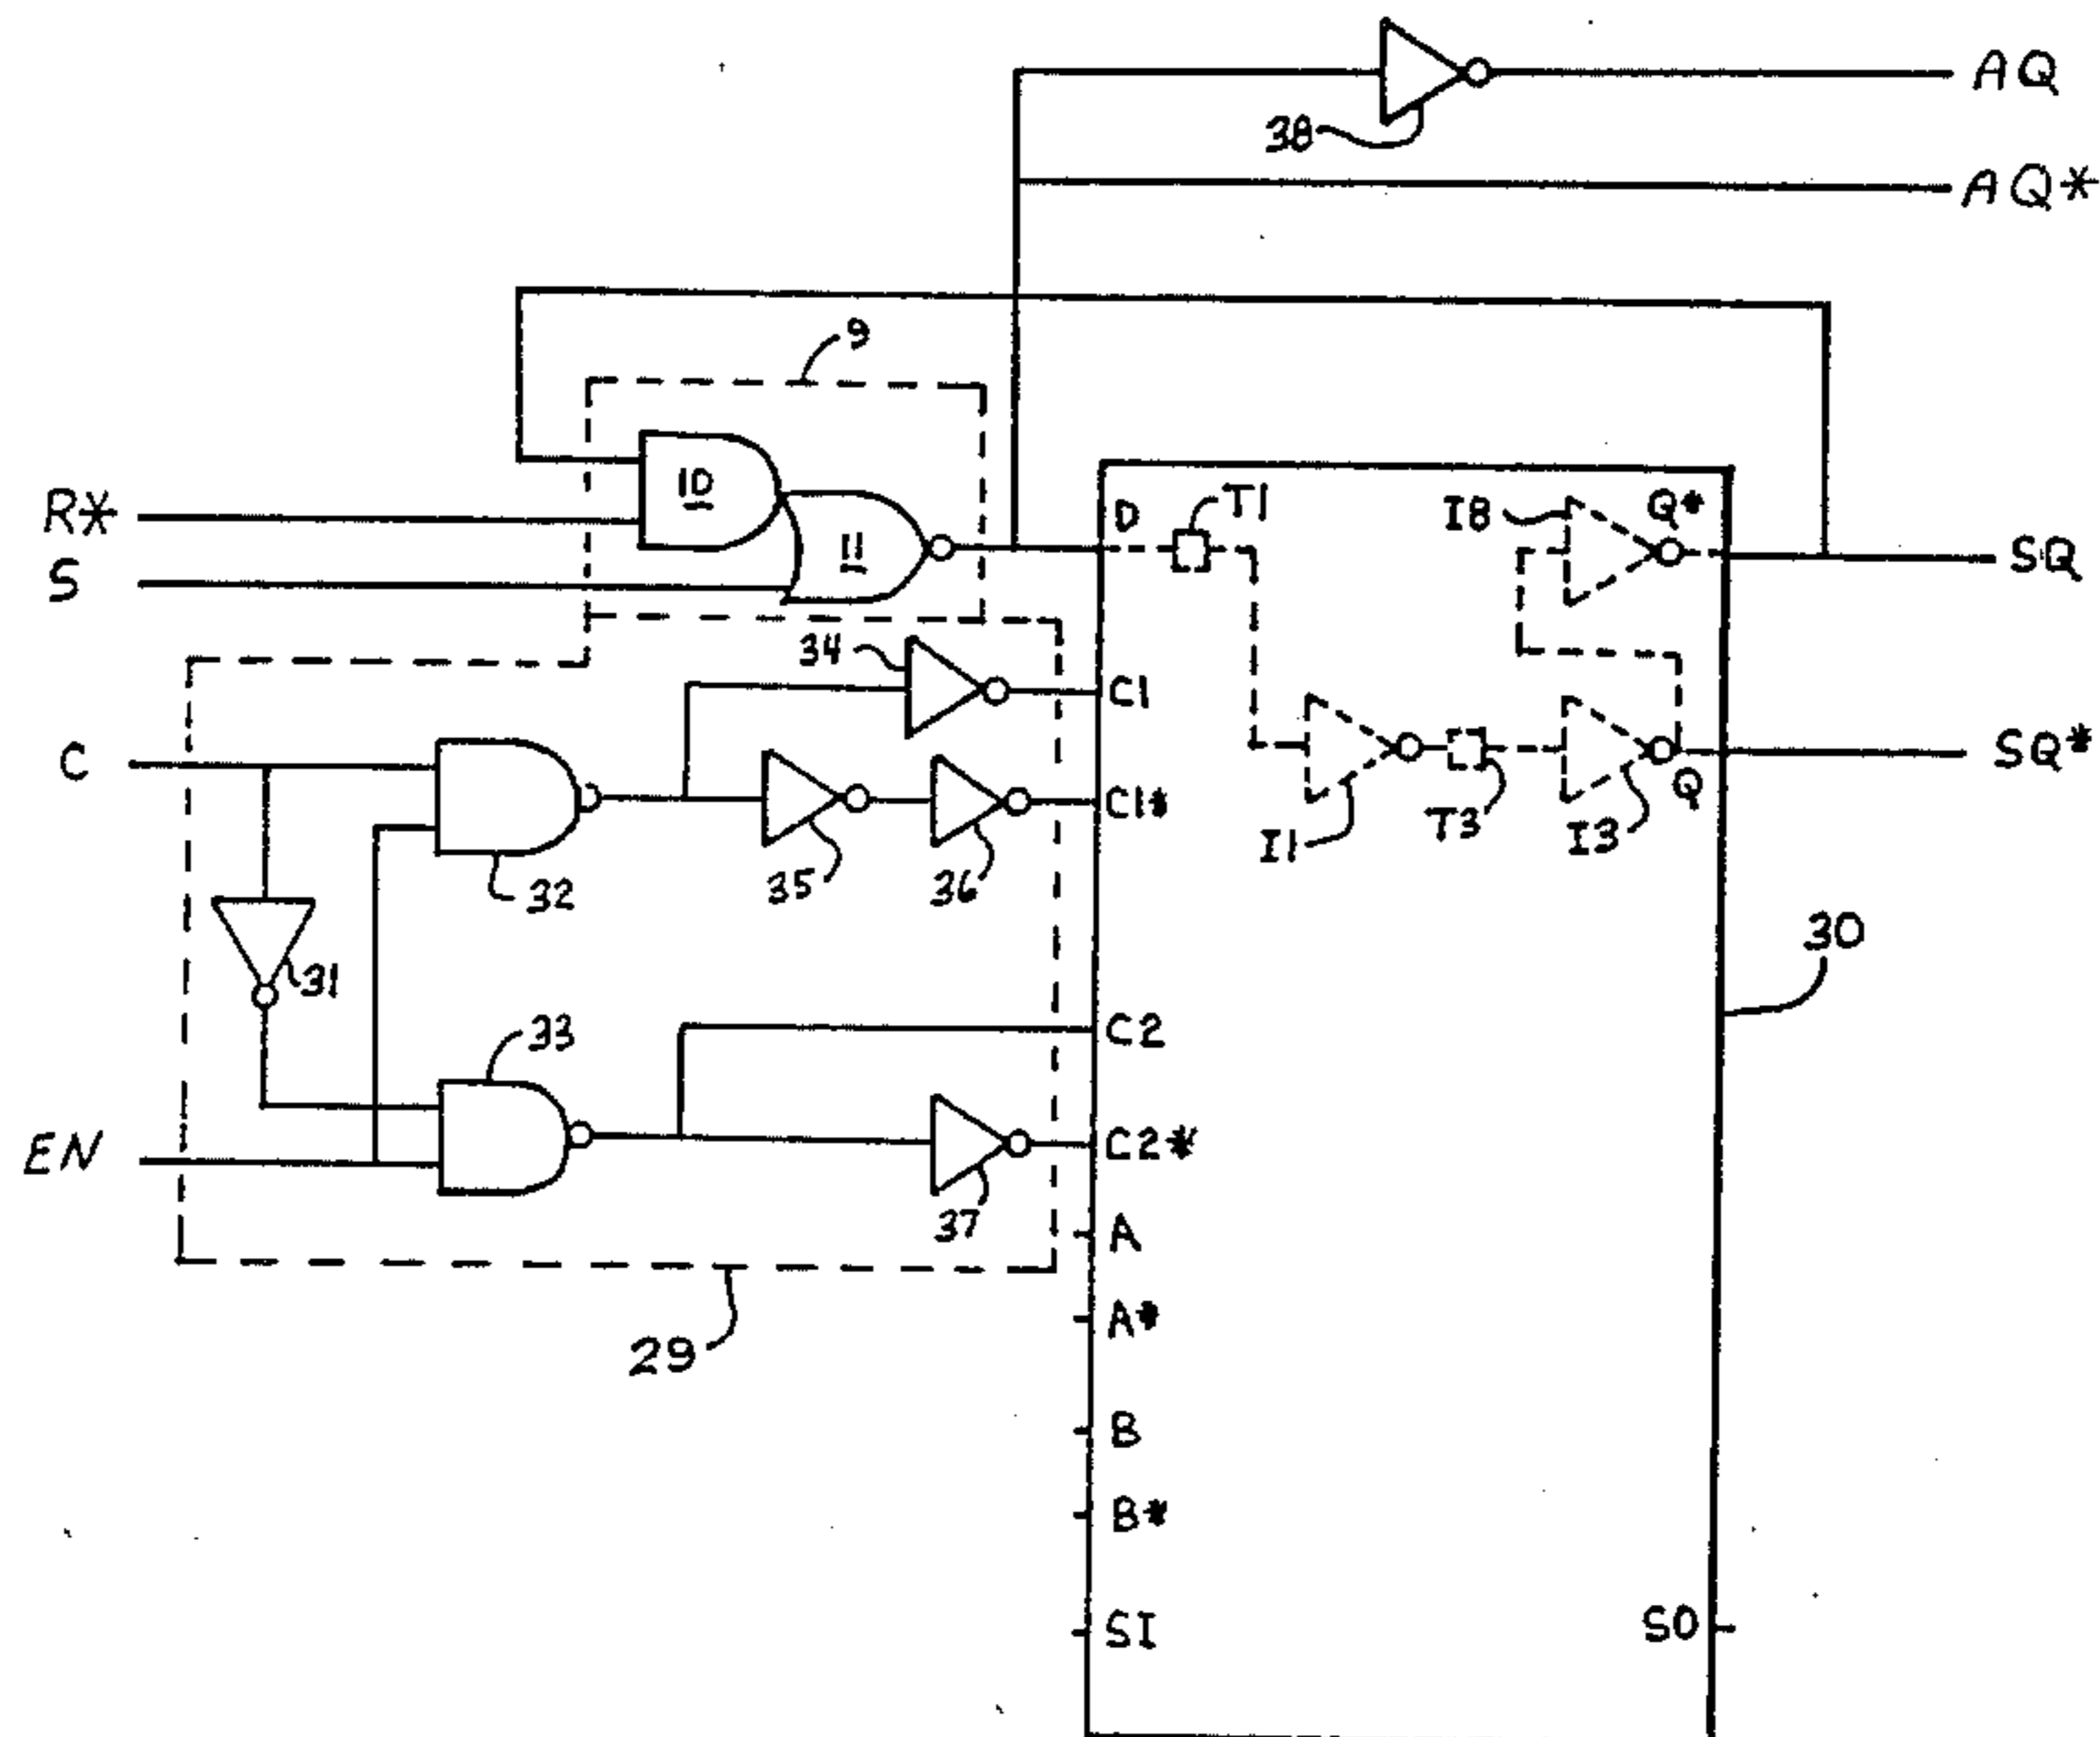 AQ
38
AQ*
9
10
R*
11
S
D
T1
I8
Q*
SQ
34
C1
C
C1*
SQ*
Q
I1
T3
I3
35
36
32
31
30
33
C2
EN
C2*
37
A
29
A*
B
B*
SI
SO